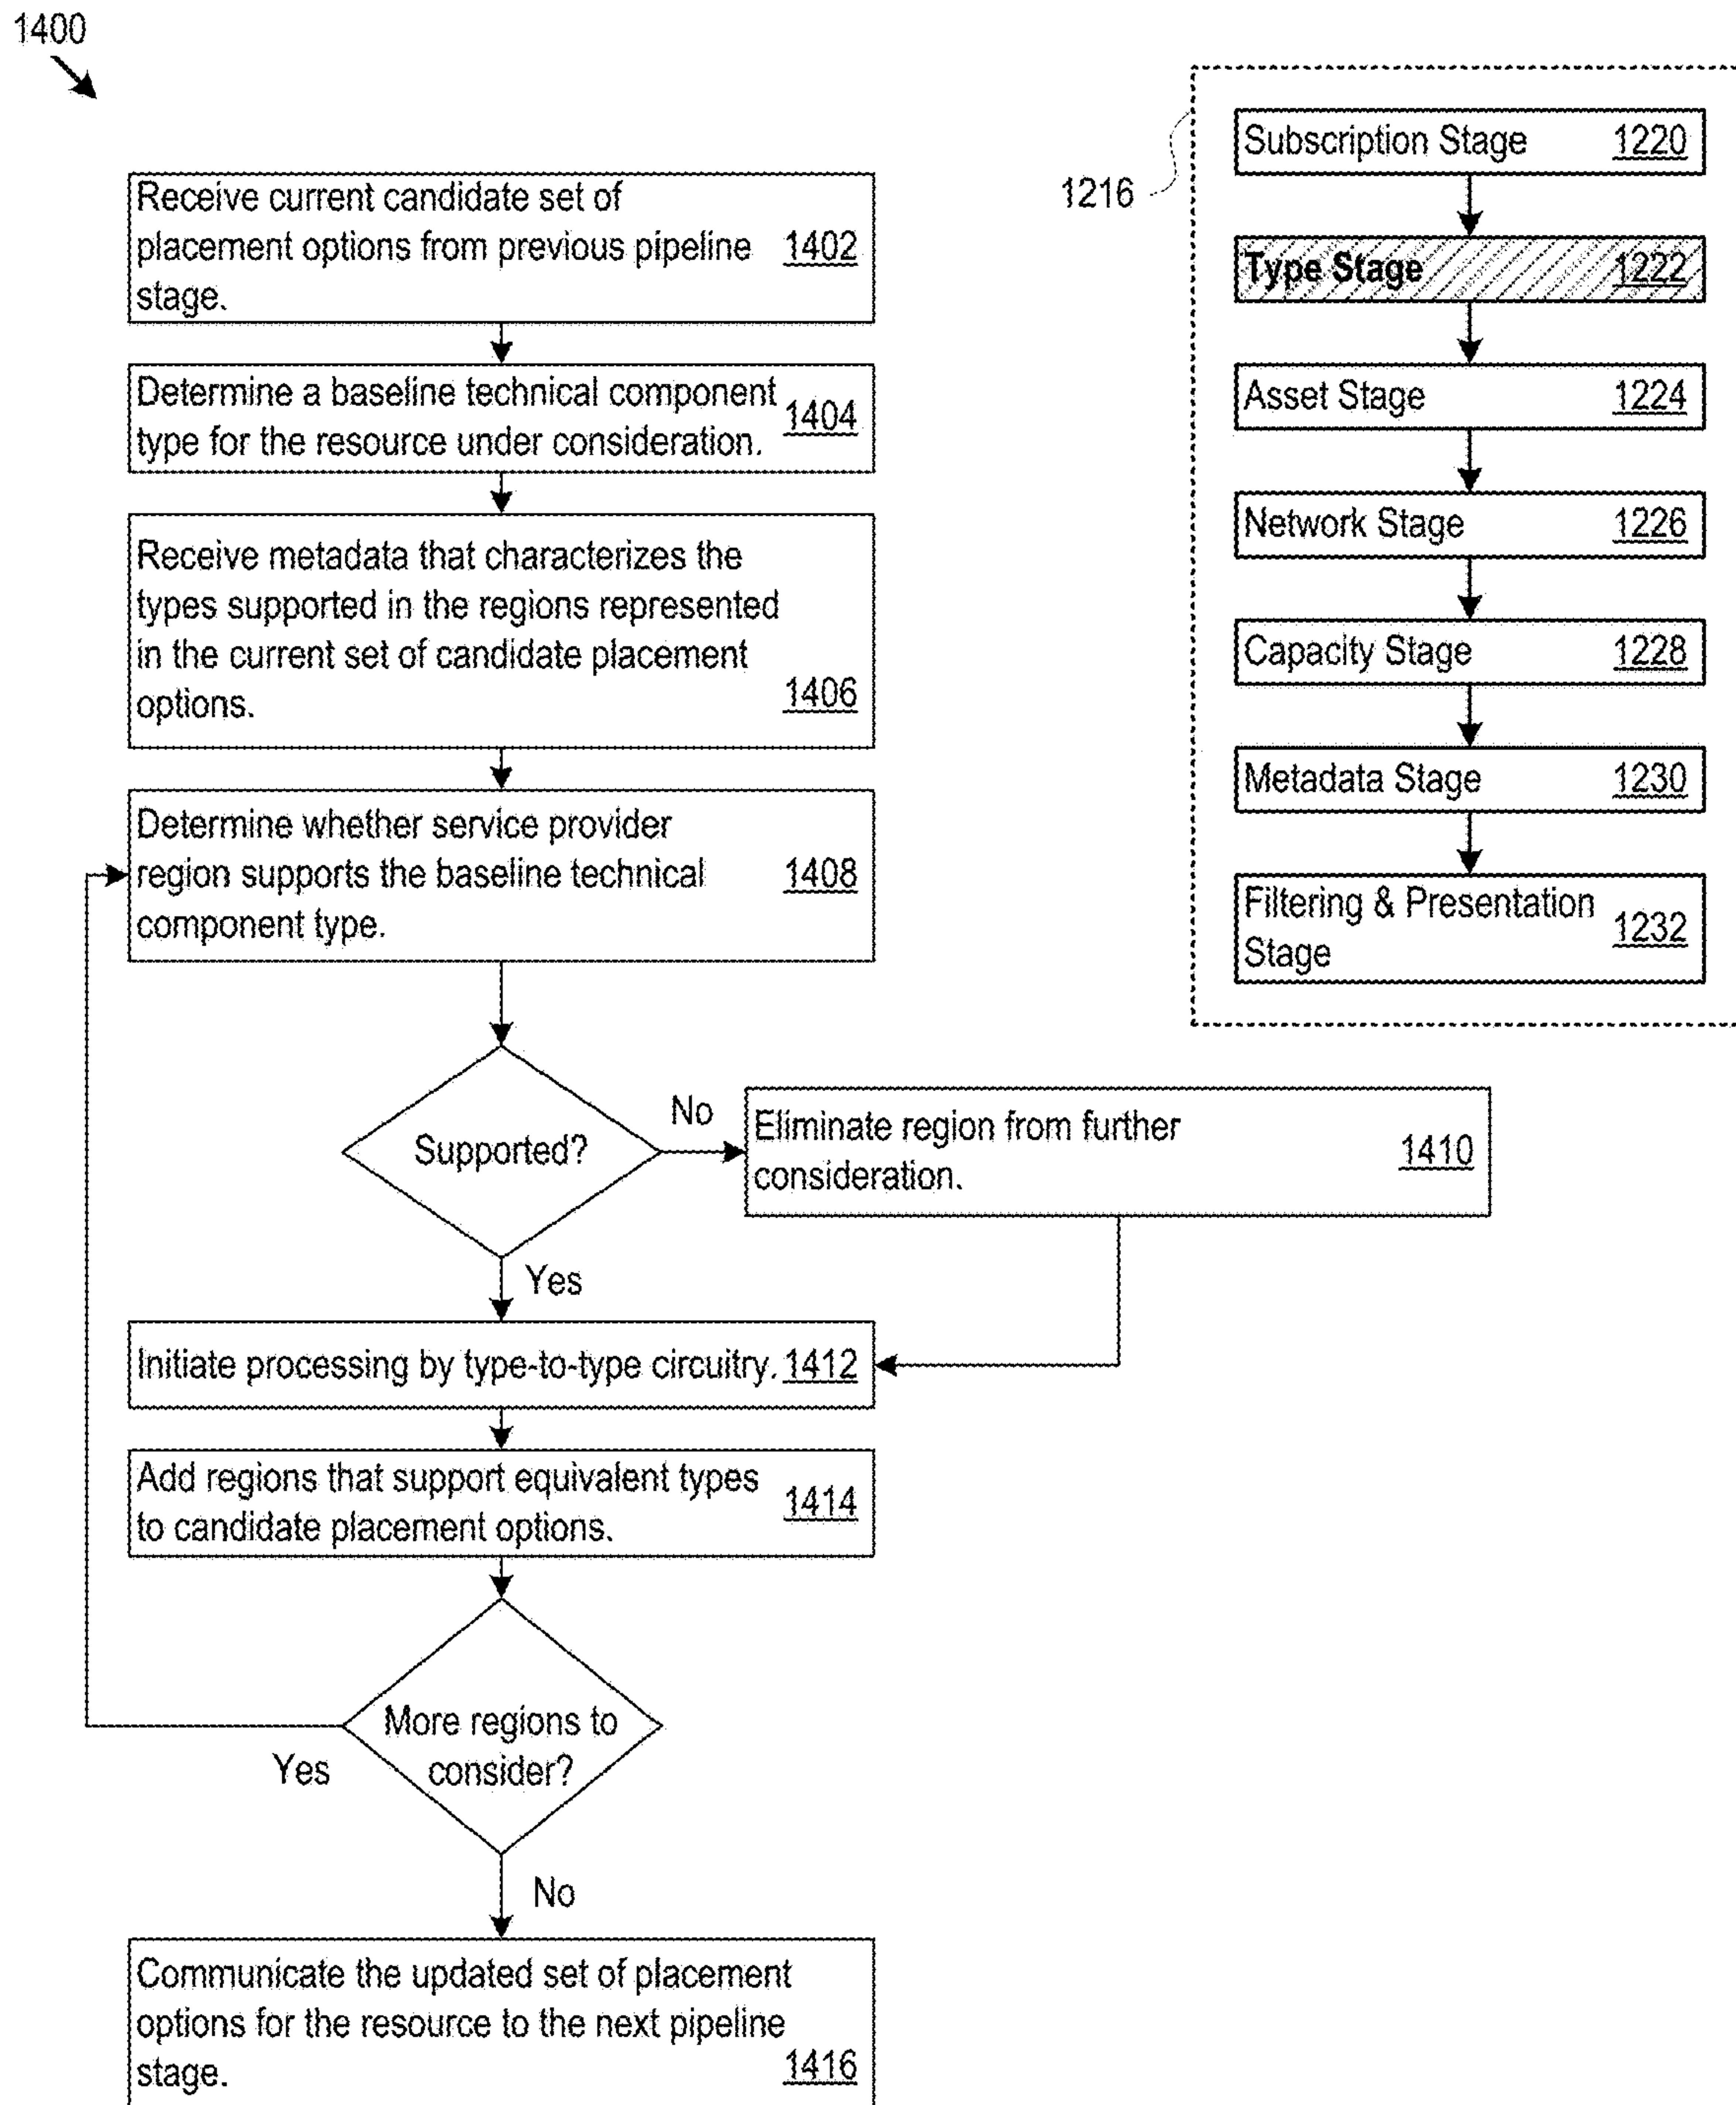 1400
Receive current candidate set of
placement options from previous pipeline 1402
stage.
Determine a baseline technical component
type for the resource under consideration. 1404
Receive metadata that characterizes the
types supported in the regions represented
in the current set of candidate placement
options. 1406
Determine whether service provider
region supports the baseline technical 1408
component type.
Supported?
No
Eliminate region from further
consideration. 1410
Yes
Initiate processing by type-to-type circuitry. 1412
Add regions that support equivalent types
to candidate placement options. 1414
More regions to
consider?
Yes
No
Communicate the updated set of placement
options for the resource to the next pipeline
stage. 1416
1216
Subscription Stage 1220
Type Stage 1222
Asset Stage 1224
Network Stage 1226
Capacity Stage 1228
Metadata Stage 1230
Filtering & Presentation
Stage 1232